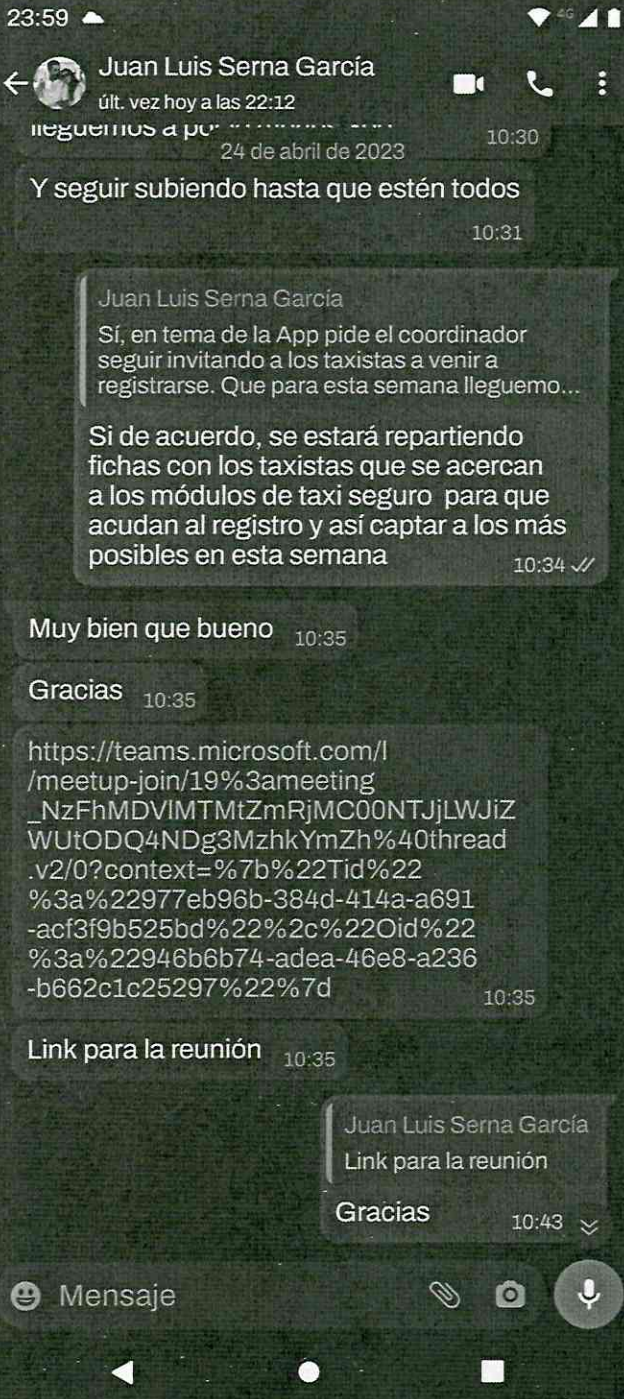 23:59
4G
Juan Luis Serna García
últ. vez hoy a las 22:12
lleguemos a
10:30
24 de abril de 2023
Y seguir subiendo hasta que estén todos
10:31
Juan Luis Serna García
Sí, en tema de la App pide el coordinador
seguir invitando a los taxistas a venir a
registrarse. Que para esta semana lleguemo...
Si de acuerdo, se estará repartiendo
fichas con los taxistas que se acercan
a los módulos de taxi seguro para que
acudan al registro y así captar a los más
posibles en esta semana
10:34
Muy bien que bueno 10:35
Gracias 10:35
https://teams.microsoft.com/l
/meetup-join/19%3ameeting
_NzFhMDVlMTMtZmRjMC00NTJjLWJiZ
WUtODQ4NDg3MzhkYmZh%40thread
.v2/0?context=%7b%22Tid%22
%3a%22977eb96b-384d-414a-a691
-acf3f9b525bd%22%2c%22Oid%22
%3a%22946b6b74-adea-46e8-a236
-b662c1c25297%22%7d
10:35
Link para la reunión 10:35
Juan Luis Serna García
Link para la reunión
Gracias
10:43
Mensaje